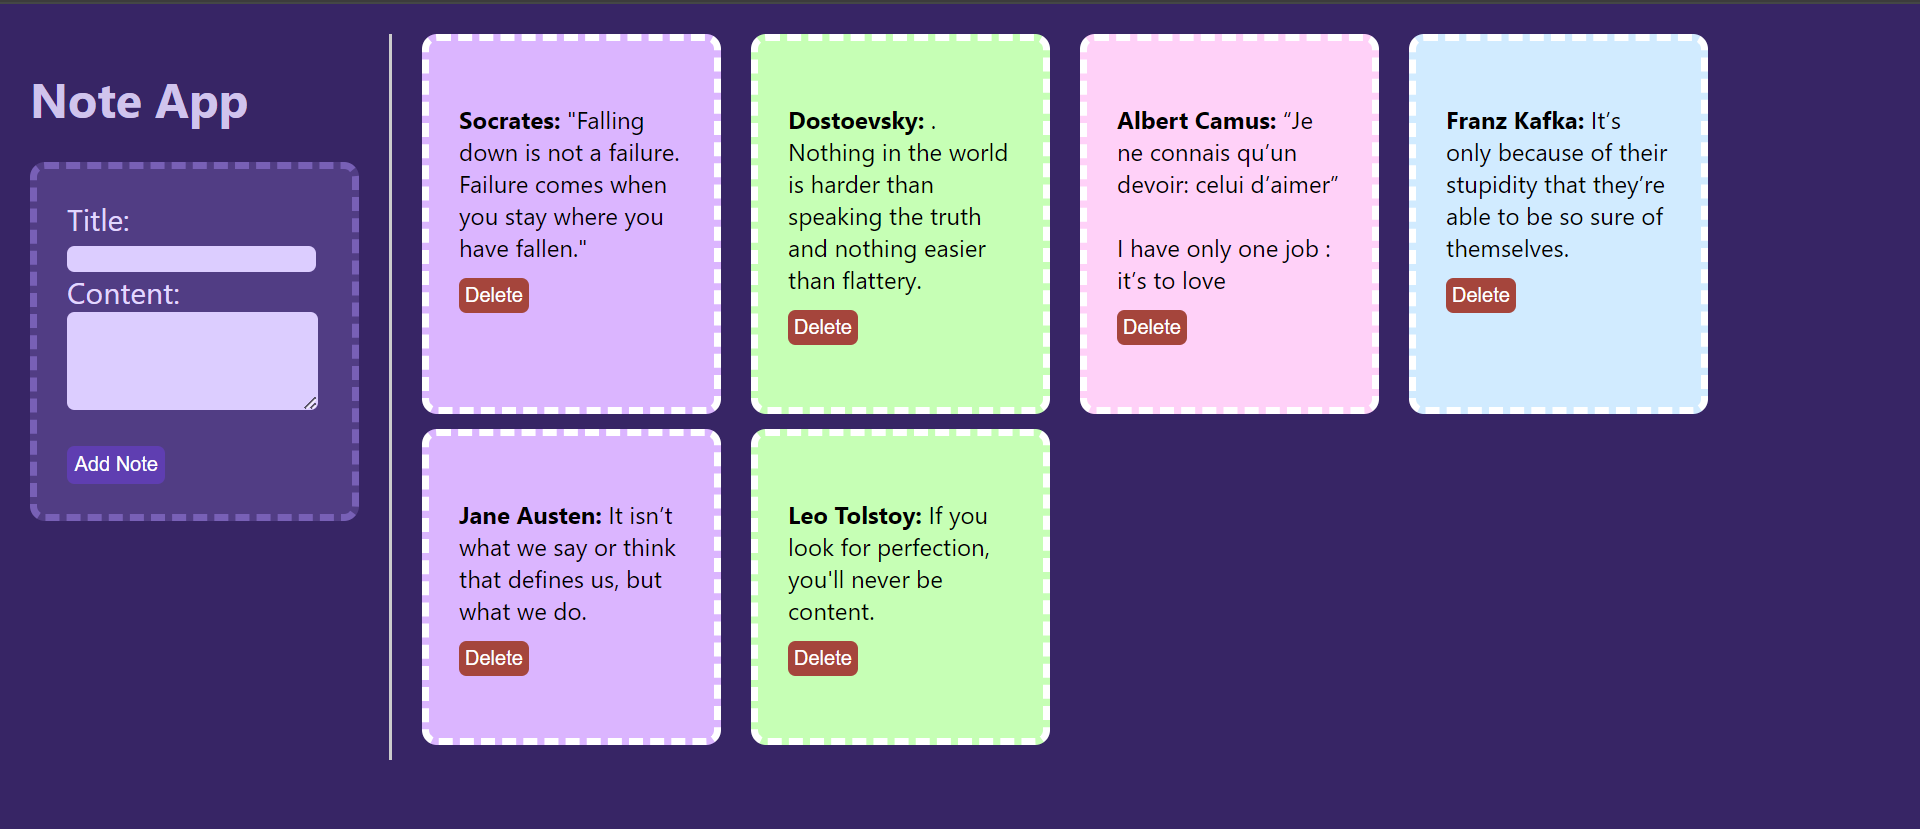 Note App
Title:
Content:
Add Note
Socrates: "Falling
down is not a failure.
Failure comes when
you stay where you
have fallen."
Delete
Dostoevsky: .
Nothing in the world
is harder than
speaking the truth
and nothing easier
than flattery.
Delete
Albert Camus: “Je
ne connais qu’un
devoir: celui d’aimer”
I have only one job :
it’s to love
Delete
Franz Kafka: It’s
only because of their
stupidity that they’re
able to be so sure of
themselves.
Delete
Jane Austen: It isn’t
what we say or think
that defines us, but
what we do.
Delete
Leo Tolstoy: If you
look for perfection,
you'll never be
content.
Delete